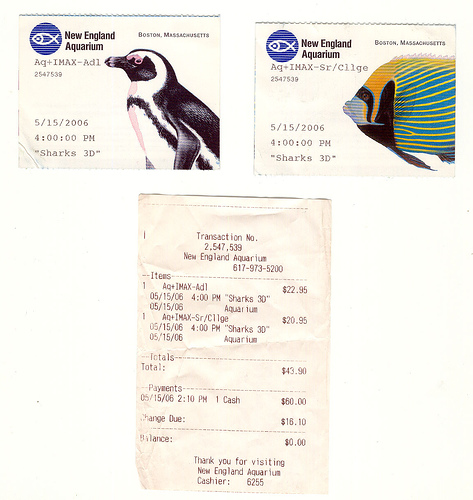 New England
Aquarium
BOSTON, MASSACHUSETTS
Aq+IMAX-Adl
2547539
5/15/2006
4:00:00 PM
"Sharks 3D"
New England
Aquarium
BOSTON, MASSACHUSETTS
Aq+IMAX-Sr/Cllge
2547539
5/15/2006
4:00:00 PM
"Sharks 3D"
Transaction No.
2,547,539
New England Aquarium
617-973-5200
--Items--
1 Aq+IMAX-Adl $22.95
05/15/06 4:00 PM "Sharks 3D"
05/15/06 Aquarium
1 Aq+IMAX-Sr/Cllge $20.95
05/15/06 4:00 PM "Sharks 3D"
05/15/06 Aquarium
--Totals--
Total: $43.90
--Payments--
05/15/06 2:10 PM 1 Cash $60.00
Change Due: $16.10
Balance: $0.00
Thank you for visiting
New England Aquarium
Cashier: 6255